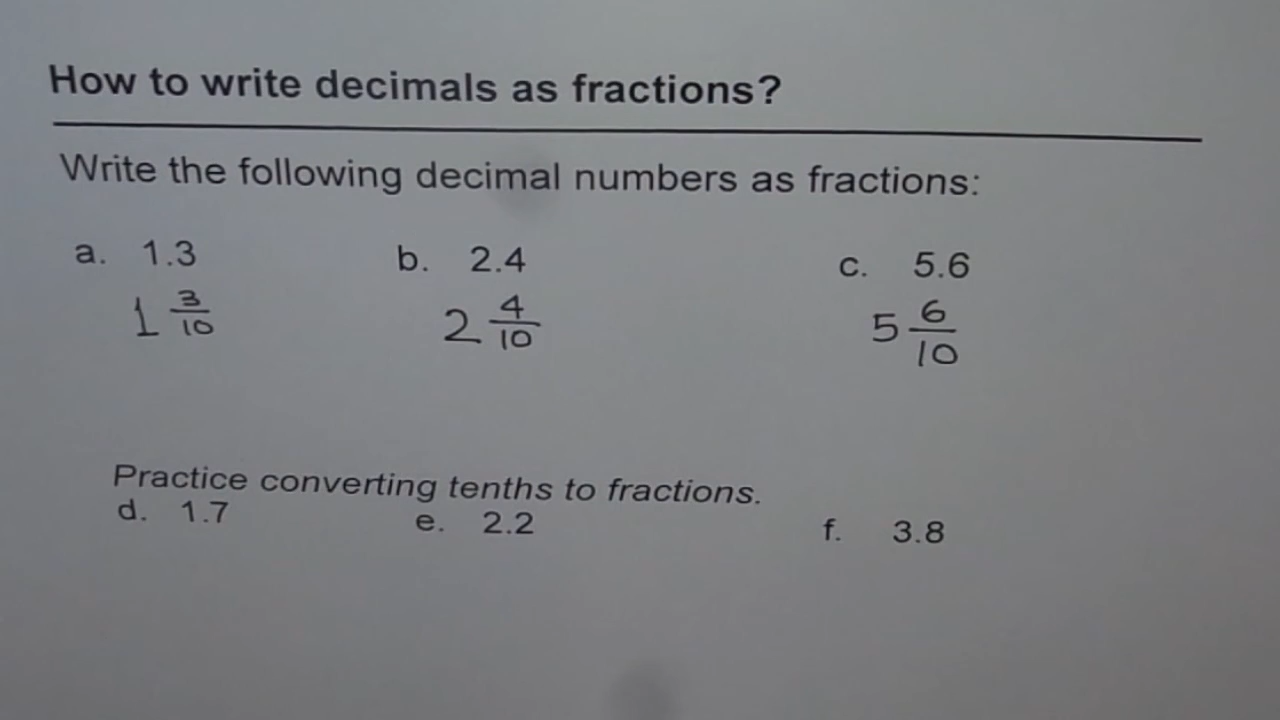 How to write decimals as fractions?
Write the following decimal numbers as fractions:
a. 1.3 b. 2.4 c. 5.6
1 3/10 2 4/10 5 6/10
Practice converting tenths to fractions.
d. 1.7 e. 2.2 f. 3.8